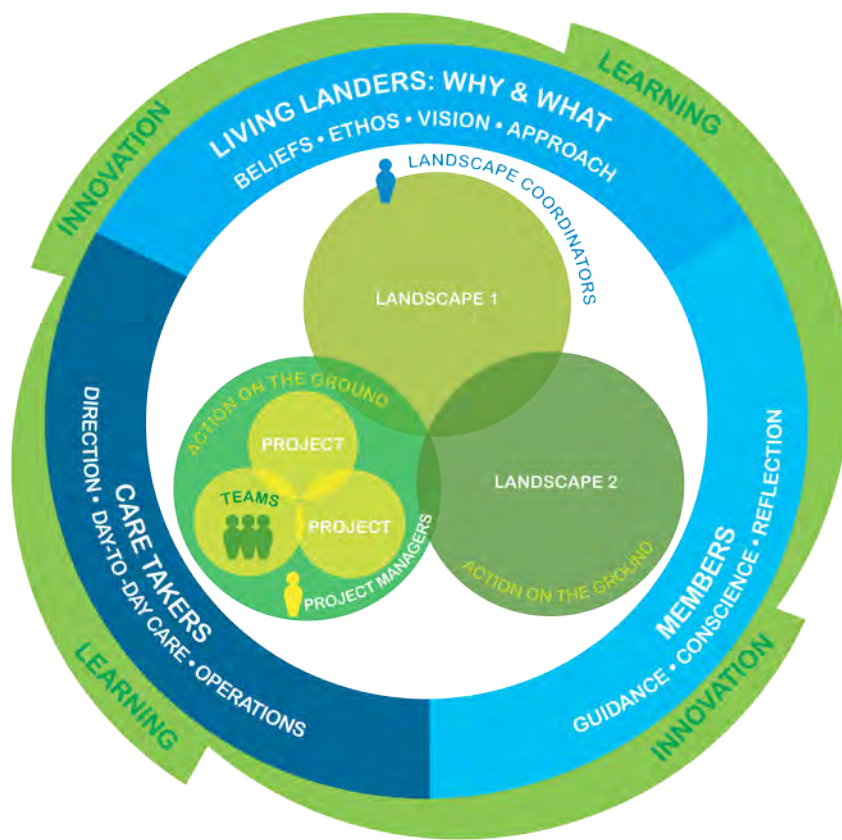 INNOVATION
LEARNING
LIVING LANDERS: WHY & WHAT
BELIEFS • ETHOS • VISION • APPROACH
LANDSCAPE COORDINATORS
LANDSCAPE 1
ACTION ON THE GROUND
PROJECT
TEAMS
PROJECT
PROJECT MANAGERS
LANDSCAPE 2
ACTION ON THE GROUND
CARE TAKERS
DIRECTION • DAY-TO-DAY CARE • OPERATIONS
MEMBERS
GUIDANCE • CONSCIENCE • REFLECTION
LEARNING
INNOVATION